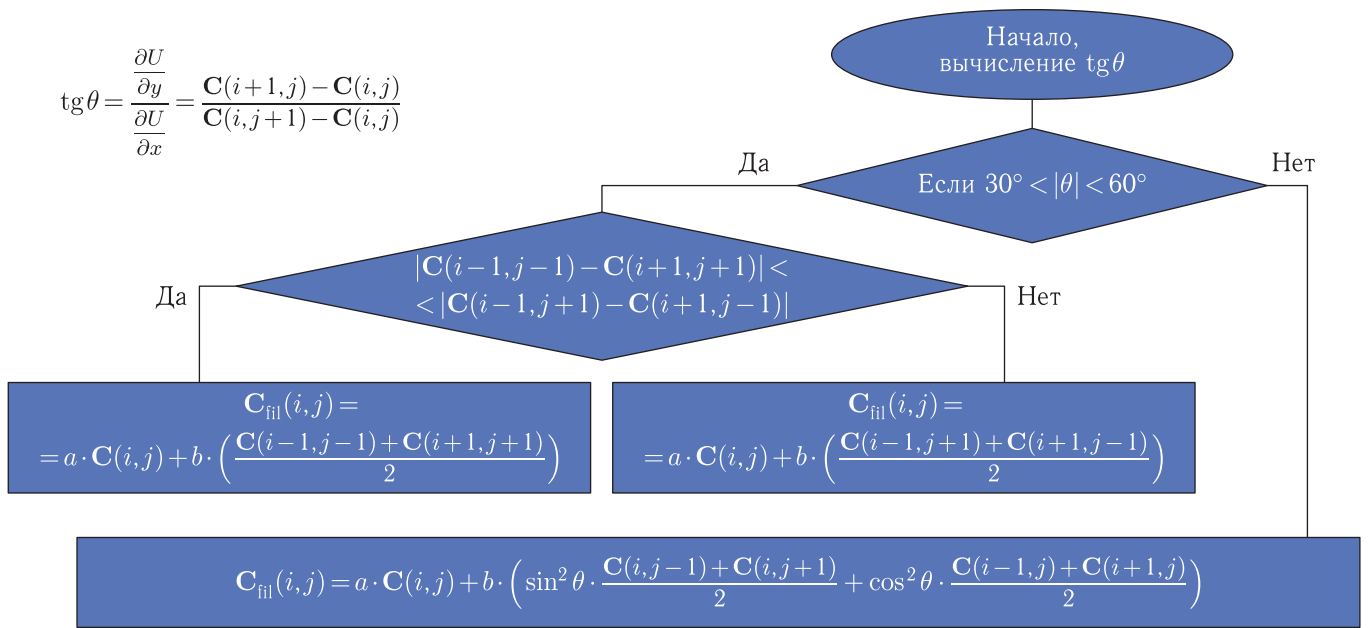 tg θ = ∂U/∂y / ∂U/∂x = C(i+1,j)−C(i,j) / C(i,j+1)−C(i,j)
Начало,
вычисление tg θ
Если 30° < |θ| < 60°
Да
Нет
|C(i−1,j−1)−C(i+1,j+1)| <
< |C(i−1,j+1)−C(i+1,j−1)|
Да
Нет
C_fil(i,j) =
= a·C(i,j)+b·(C(i−1,j−1)+C(i+1,j+1)/2)
C_fil(i,j) =
= a·C(i,j)+b·(C(i−1,j+1)+C(i+1,j−1)/2)
C_fil(i,j) = a·C(i,j)+b·(sin²θ·C(i,j−1)+C(i,j+1)/2 + cos²θ·C(i−1,j)+C(i+1,j)/2)